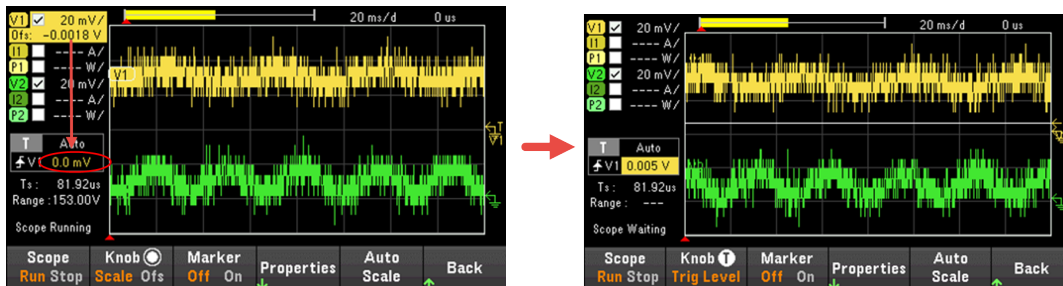 V1 20 mV/ 20 ms/d 0 us
Ofs: -0.0018 V
I1 ---- A/
P1 ---- W/
V2 20 mV/
I2 ---- A/
P2 ---- W/
V1
T
V1
T Auto
V1 0.0 mV
Ts: 81.92us
Range: 153.00V
Scope Running
Scope Knob Marker Properties Auto Back
Run Stop Scale Ofs Off On Scale
V1 20 mV/ 20 ms/d 0 us
I1 ---- A/
P1 ---- W/
V2 20 mV/
I2 ---- A/
P2 ---- W/
T Auto
V1 0.005 V
Ts: 81.92us
Range: ---
Scope Waiting
Scope Knob T Marker Properties Auto Back
Run Stop Trig Level Off On Scale